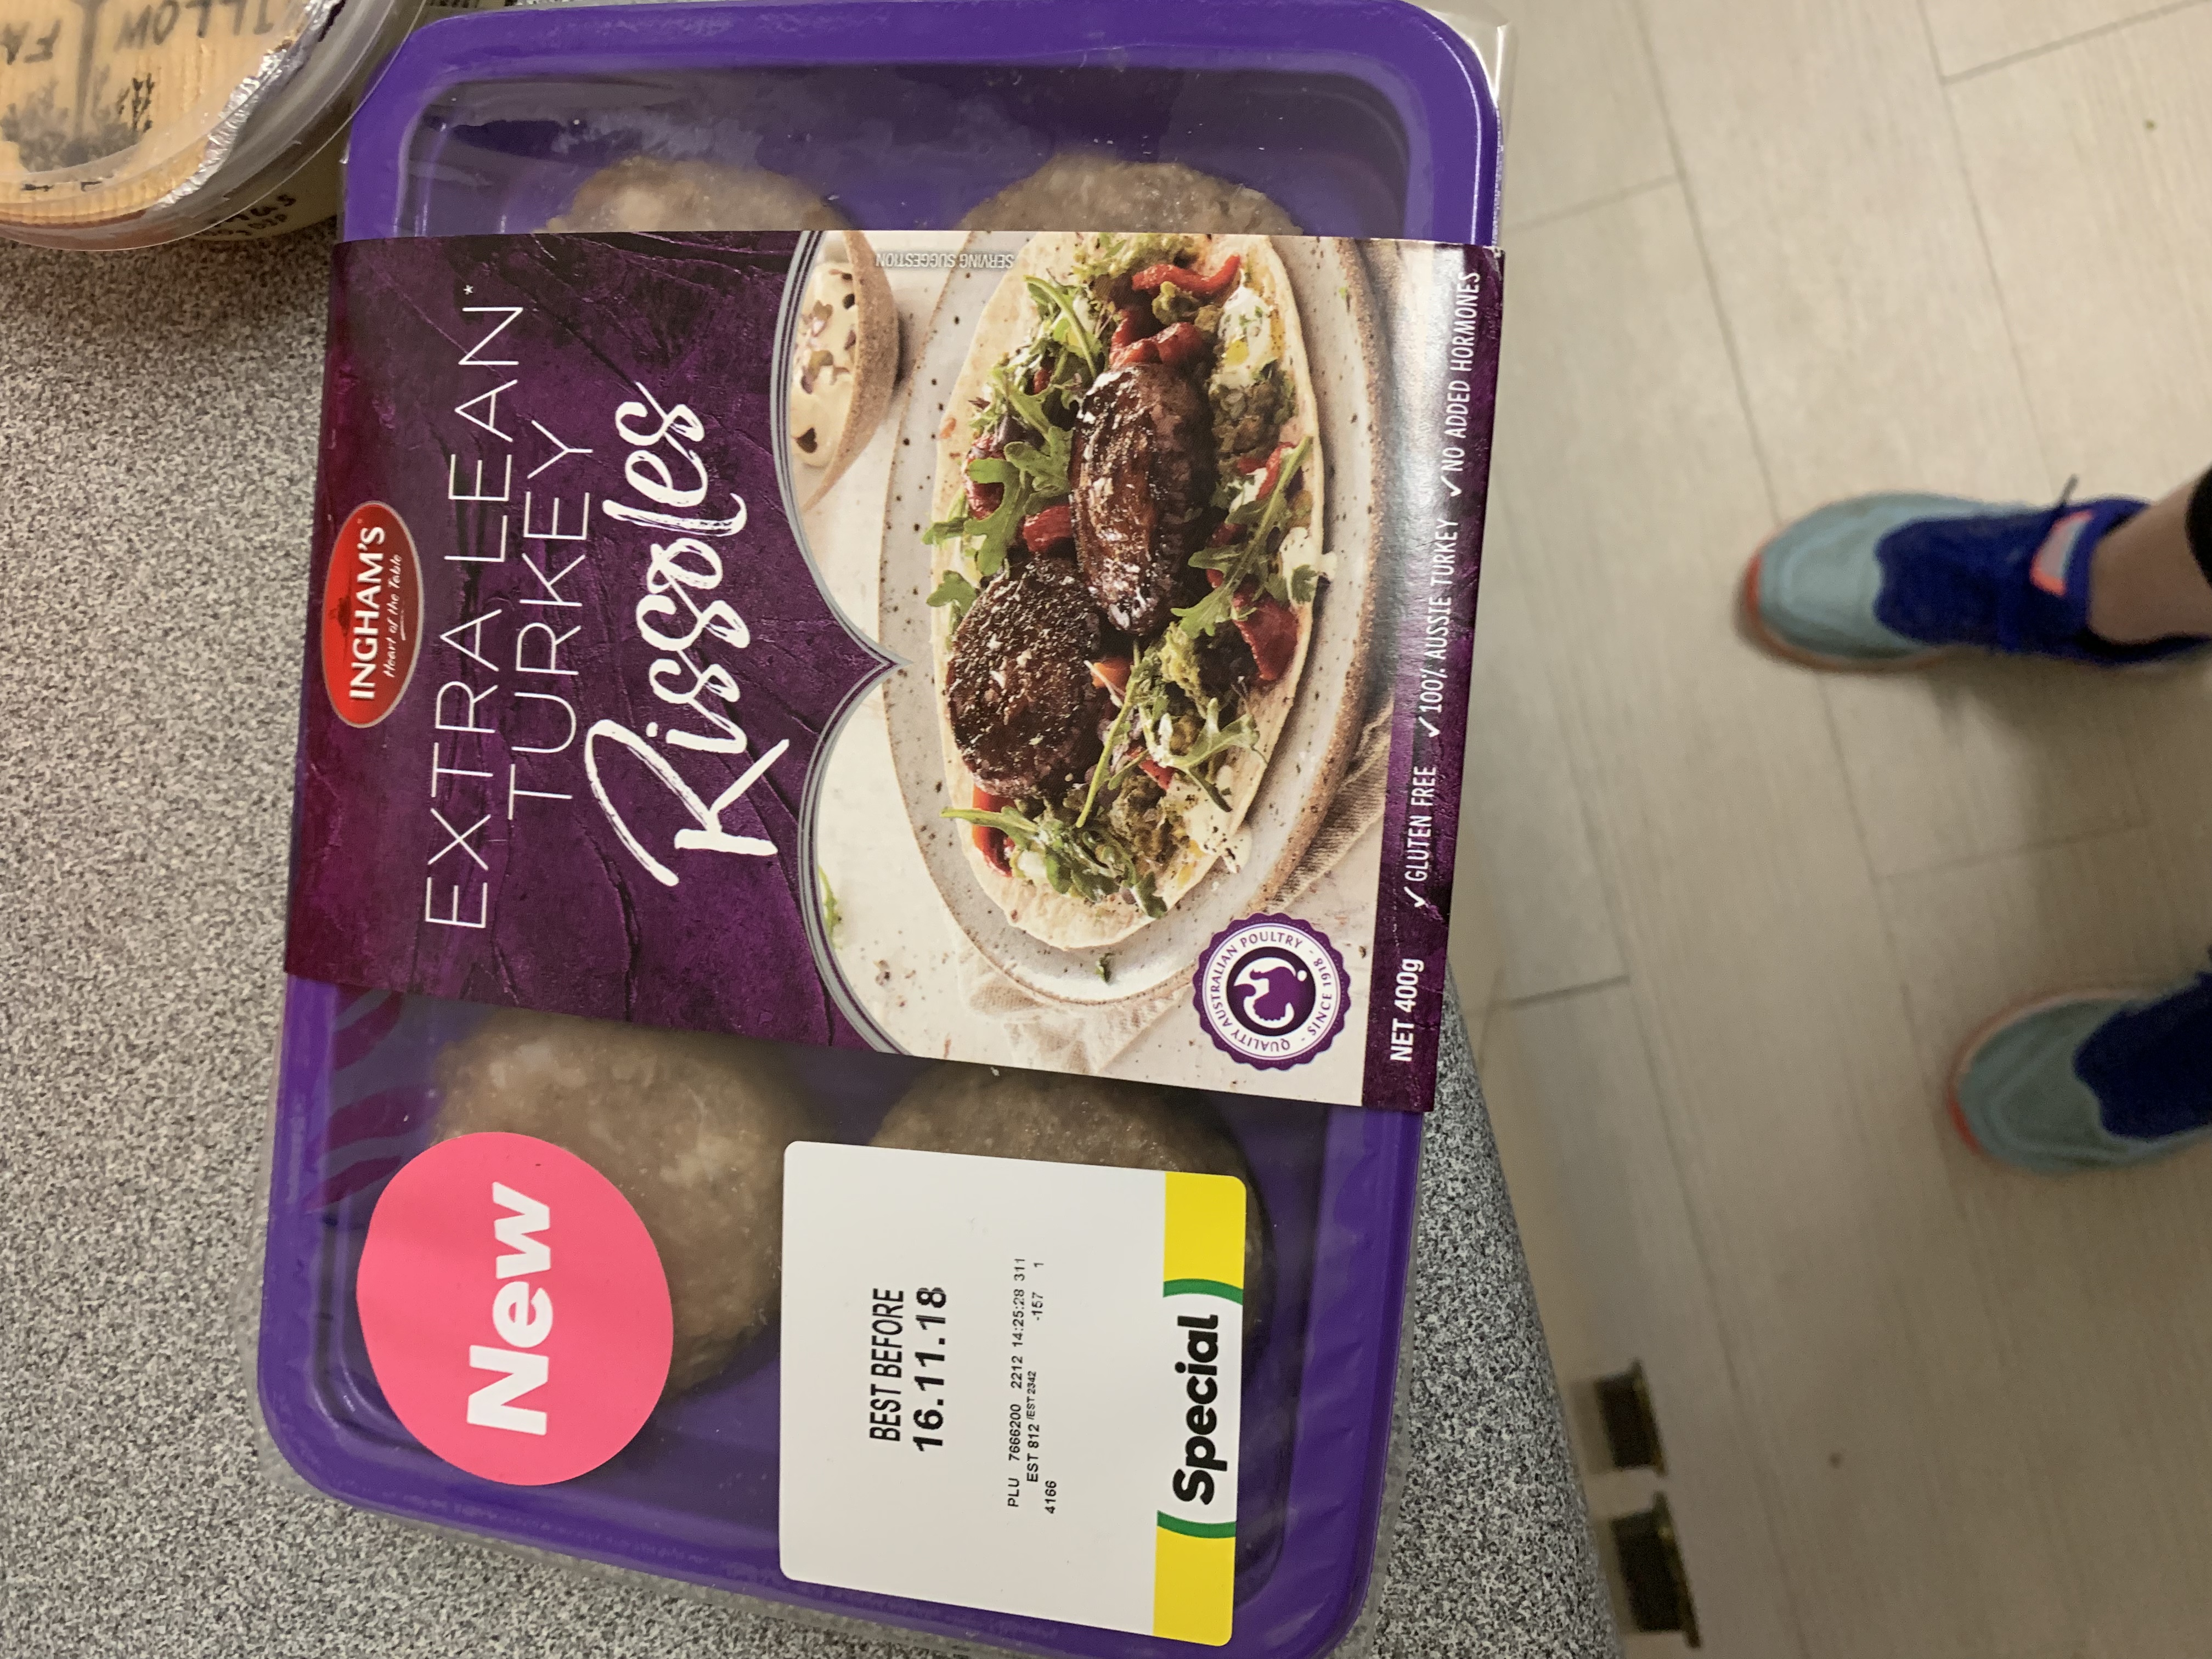 INGHAM'S
Heart of the Table
EXTRA LEAN*
TURKEY
Rissoles
SERVING SUGGESTION
QUALITY AUSTRALIAN POULTRY - SINCE 1918 -
NET 400g ✓ GLUTEN FREE ✓ 100% AUSSIE TURKEY ✓ NO ADDED HORMONES
New
BEST BEFORE
16.11.18
PLU 7666200 2212 14:25:28 311
EST 812 /EST2342 -157 1
4166
Special